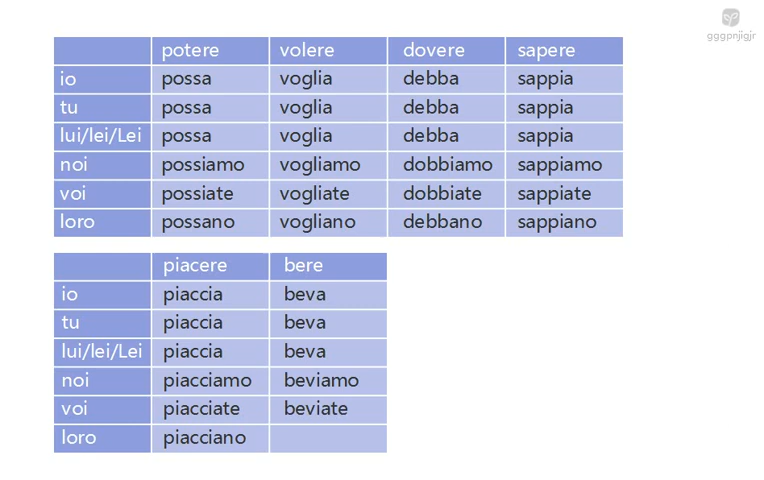 gggpnjigjr
potere volere dovere sapere
io possa voglia debba sappia
tu possa voglia debba sappia
lui/lei/Lei possa voglia debba sappia
noi possiamo vogliamo dobbiamo sappiamo
voi possiate vogliate dobbiate sappiate
loro possano vogliano debbano sappiano
piacere bere
io piaccia beva
tu piaccia beva
lui/lei/Lei piaccia beva
noi piacciamo beviamo
voi piacciate beviate
loro piacciano